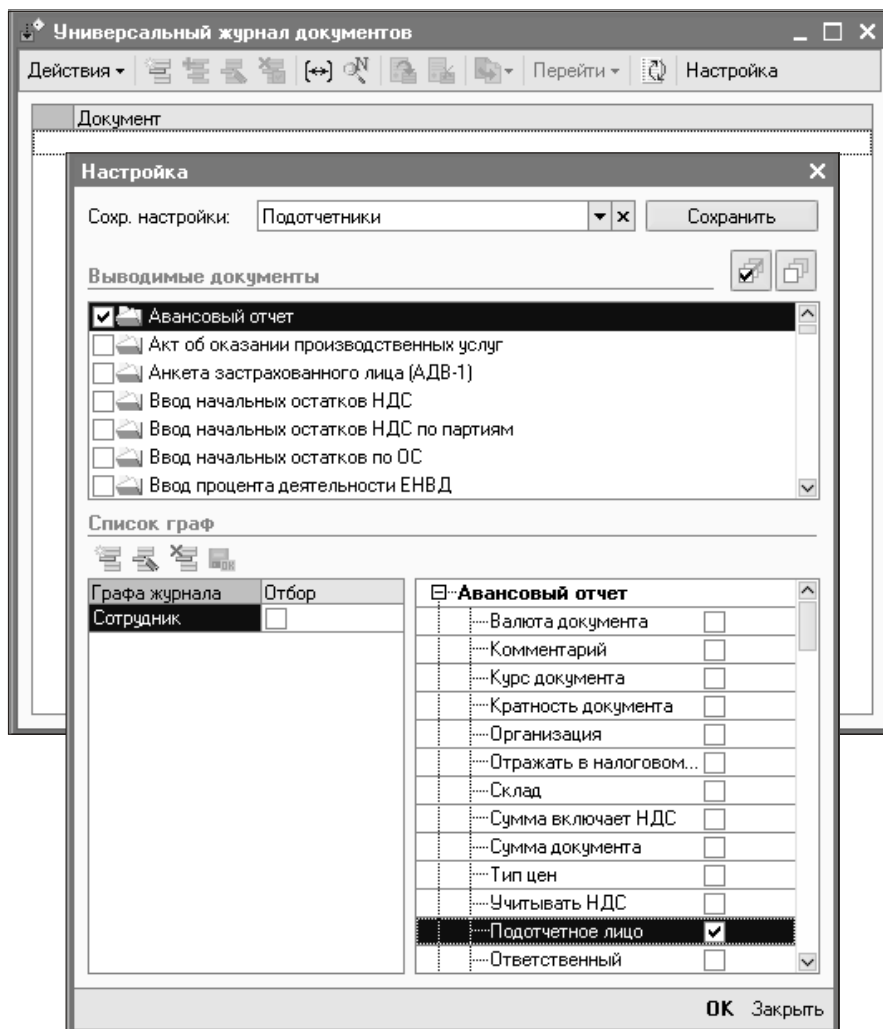 Универсальный журнал документов
Действия Перейти Настройка
Документ
Настройка
Сохр. настройки: Подотчетники Сохранить
Выводимые документы
Авансовый отчет
Акт об оказании производственных услуг
Анкета застрахованного лица (АДВ-1)
Ввод начальных остатков НДС
Ввод начальных остатков НДС по партиям
Ввод начальных остатков по ОС
Ввод процента деятельности ЕНВД
Список граф
Графа журнала Отбор
Сотрудник
Авансовый отчет
Валюта документа
Комментарий
Курс документа
Кратность документа
Организация
Отражать в налоговом...
Склад
Сумма включает НДС
Сумма документа
Тип цен
Учитывать НДС
Подотчетное лицо
Ответственный
OK Закрыть